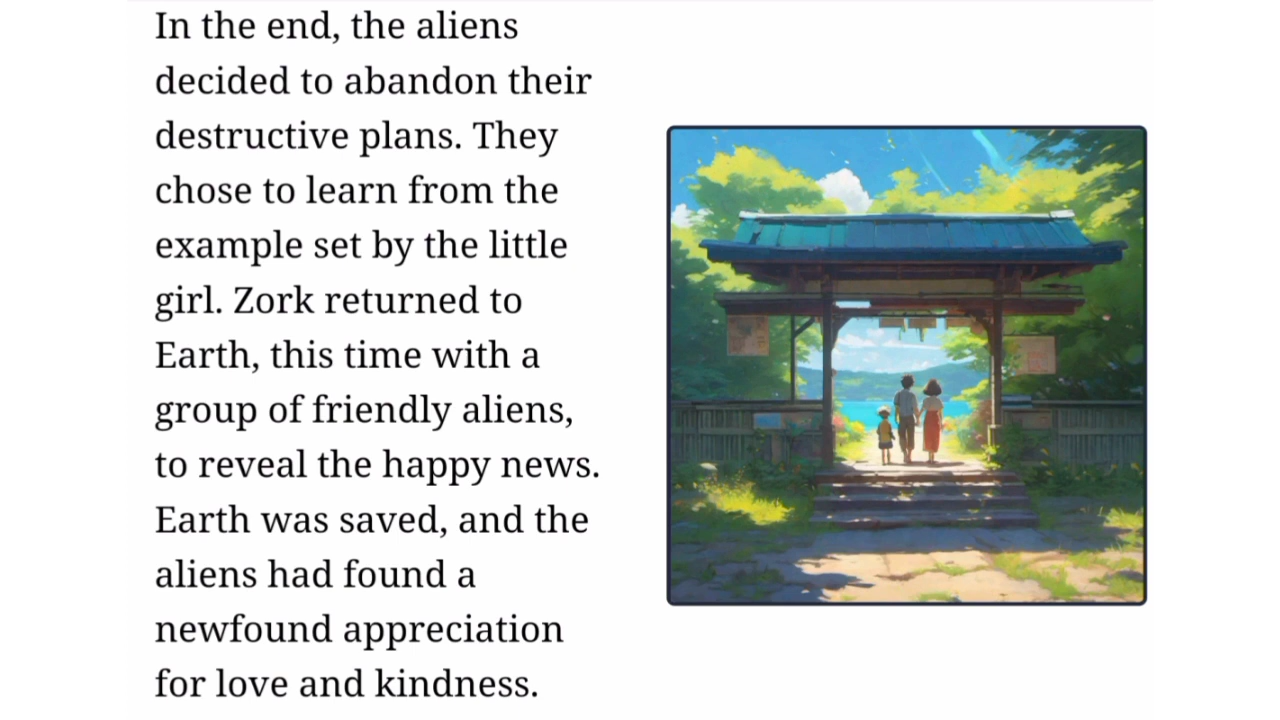 In the end, the aliens
decided to abandon their
destructive plans. They
chose to learn from the
example set by the little
girl. Zork returned to
Earth, this time with a
group of friendly aliens,
to reveal the happy news.
Earth was saved, and the
aliens had found a
newfound appreciation
for love and kindness.